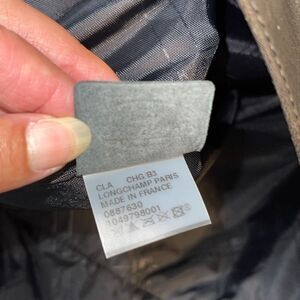 CLA CHG:B3
LONGCHAMP PARIS
MADE IN FRANCE
0887630
1049798001